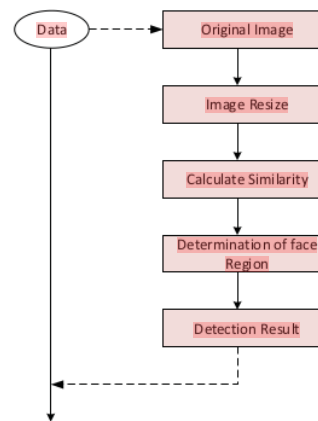 Data
Original Image
Image Resize
Calculate Similarity
Determination of face
Region
Detection Result